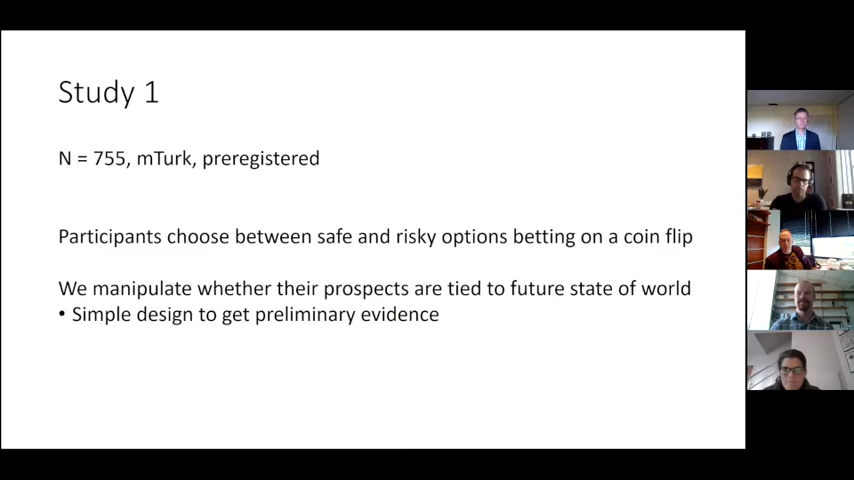 Study 1
N = 755, mTurk, preregistered
Participants choose between safe and risky options betting on a coin flip
We manipulate whether their prospects are tied to future state of world
• Simple design to get preliminary evidence